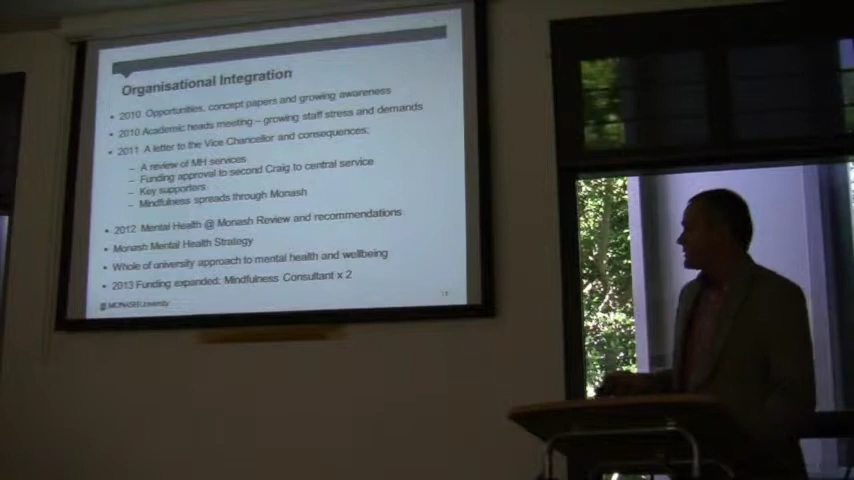 Organisational Integration
• 2010 Opportunities, concept papers and growing awareness
• 2010 Academic heads meeting – growing staff stress and demands
• 2011 A letter to the Vice Chancellor and consequences:
– A review of MH services
– Funding approval to second Craig to central service
– Key supporters
– Mindfulness spreads through Monash
• 2012 Mental Health @ Monash Review and recommendations
• Monash Mental Health Strategy
• Whole of university approach to mental health and wellbeing
• 2013 Funding expanded: Mindfulness Consultant x 2
MONASH University